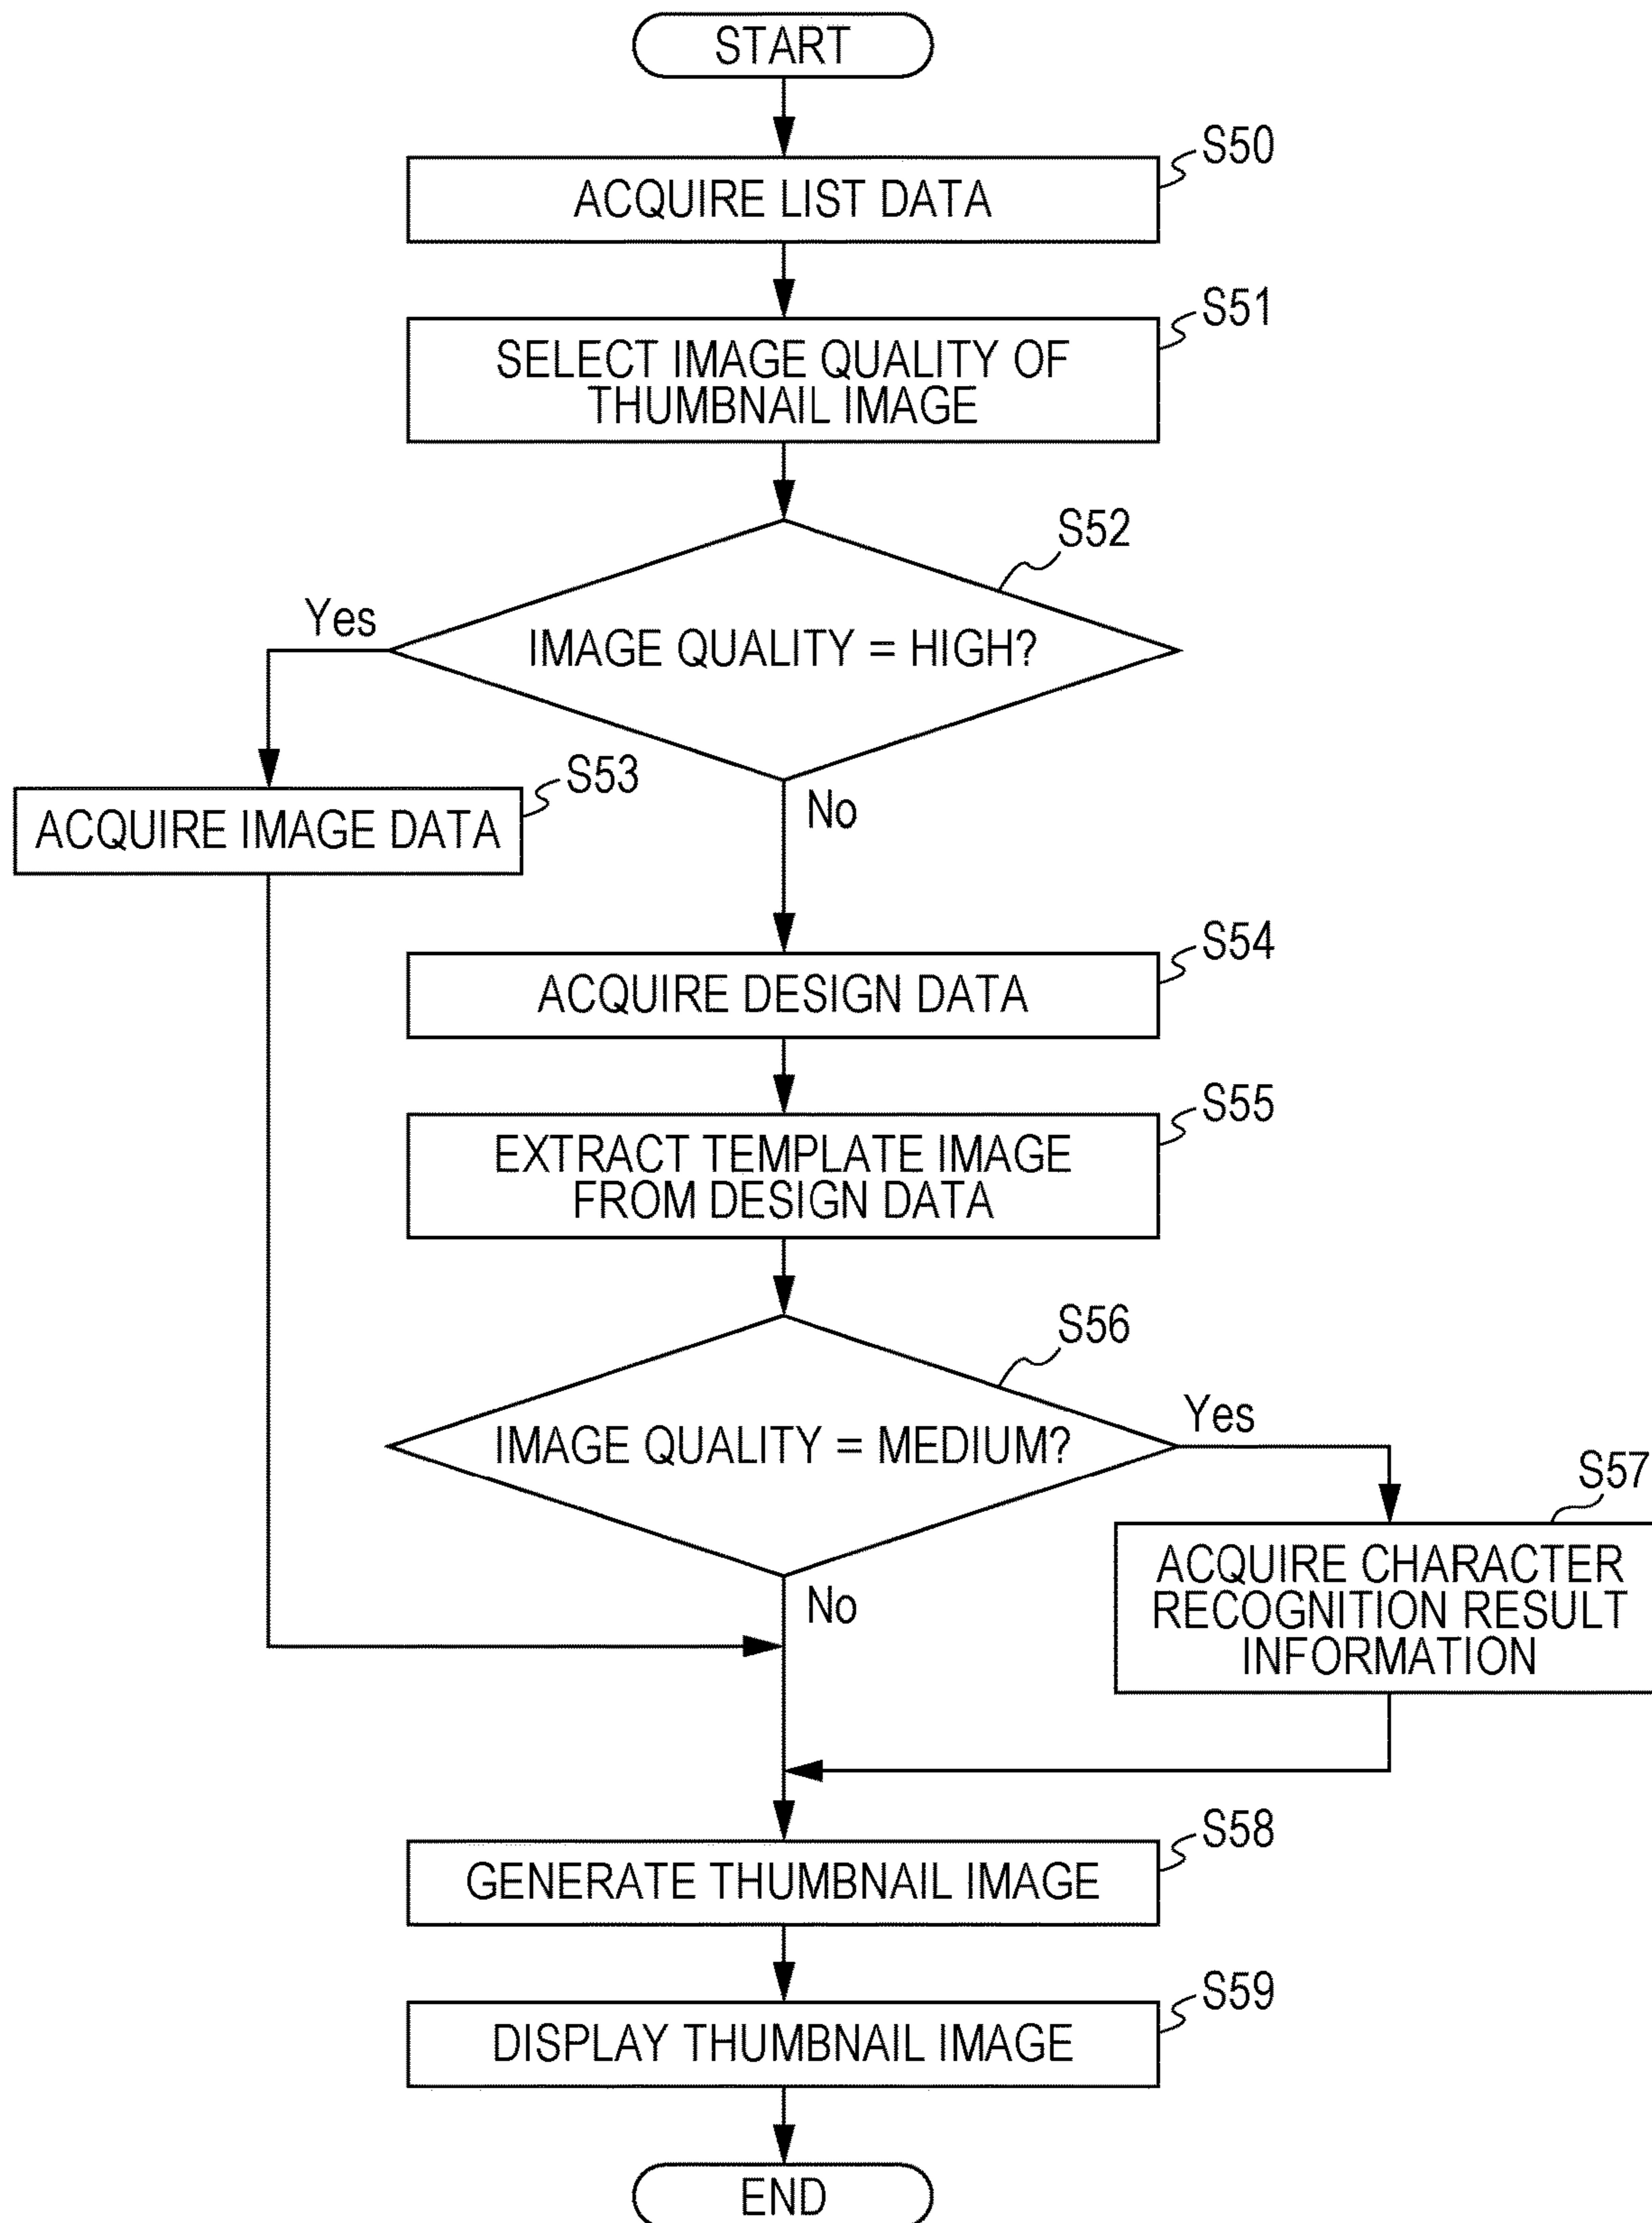 START
S50
ACQUIRE LIST DATA
S51
SELECT IMAGE QUALITY OF
THUMBNAIL IMAGE
S52
IMAGE QUALITY = HIGH?
Yes
No
S53
ACQUIRE IMAGE DATA
S54
ACQUIRE DESIGN DATA
S55
EXTRACT TEMPLATE IMAGE
FROM DESIGN DATA
S56
IMAGE QUALITY = MEDIUM?
Yes
No
S57
ACQUIRE CHARACTER
RECOGNITION RESULT
INFORMATION
S58
GENERATE THUMBNAIL IMAGE
S59
DISPLAY THUMBNAIL IMAGE
END